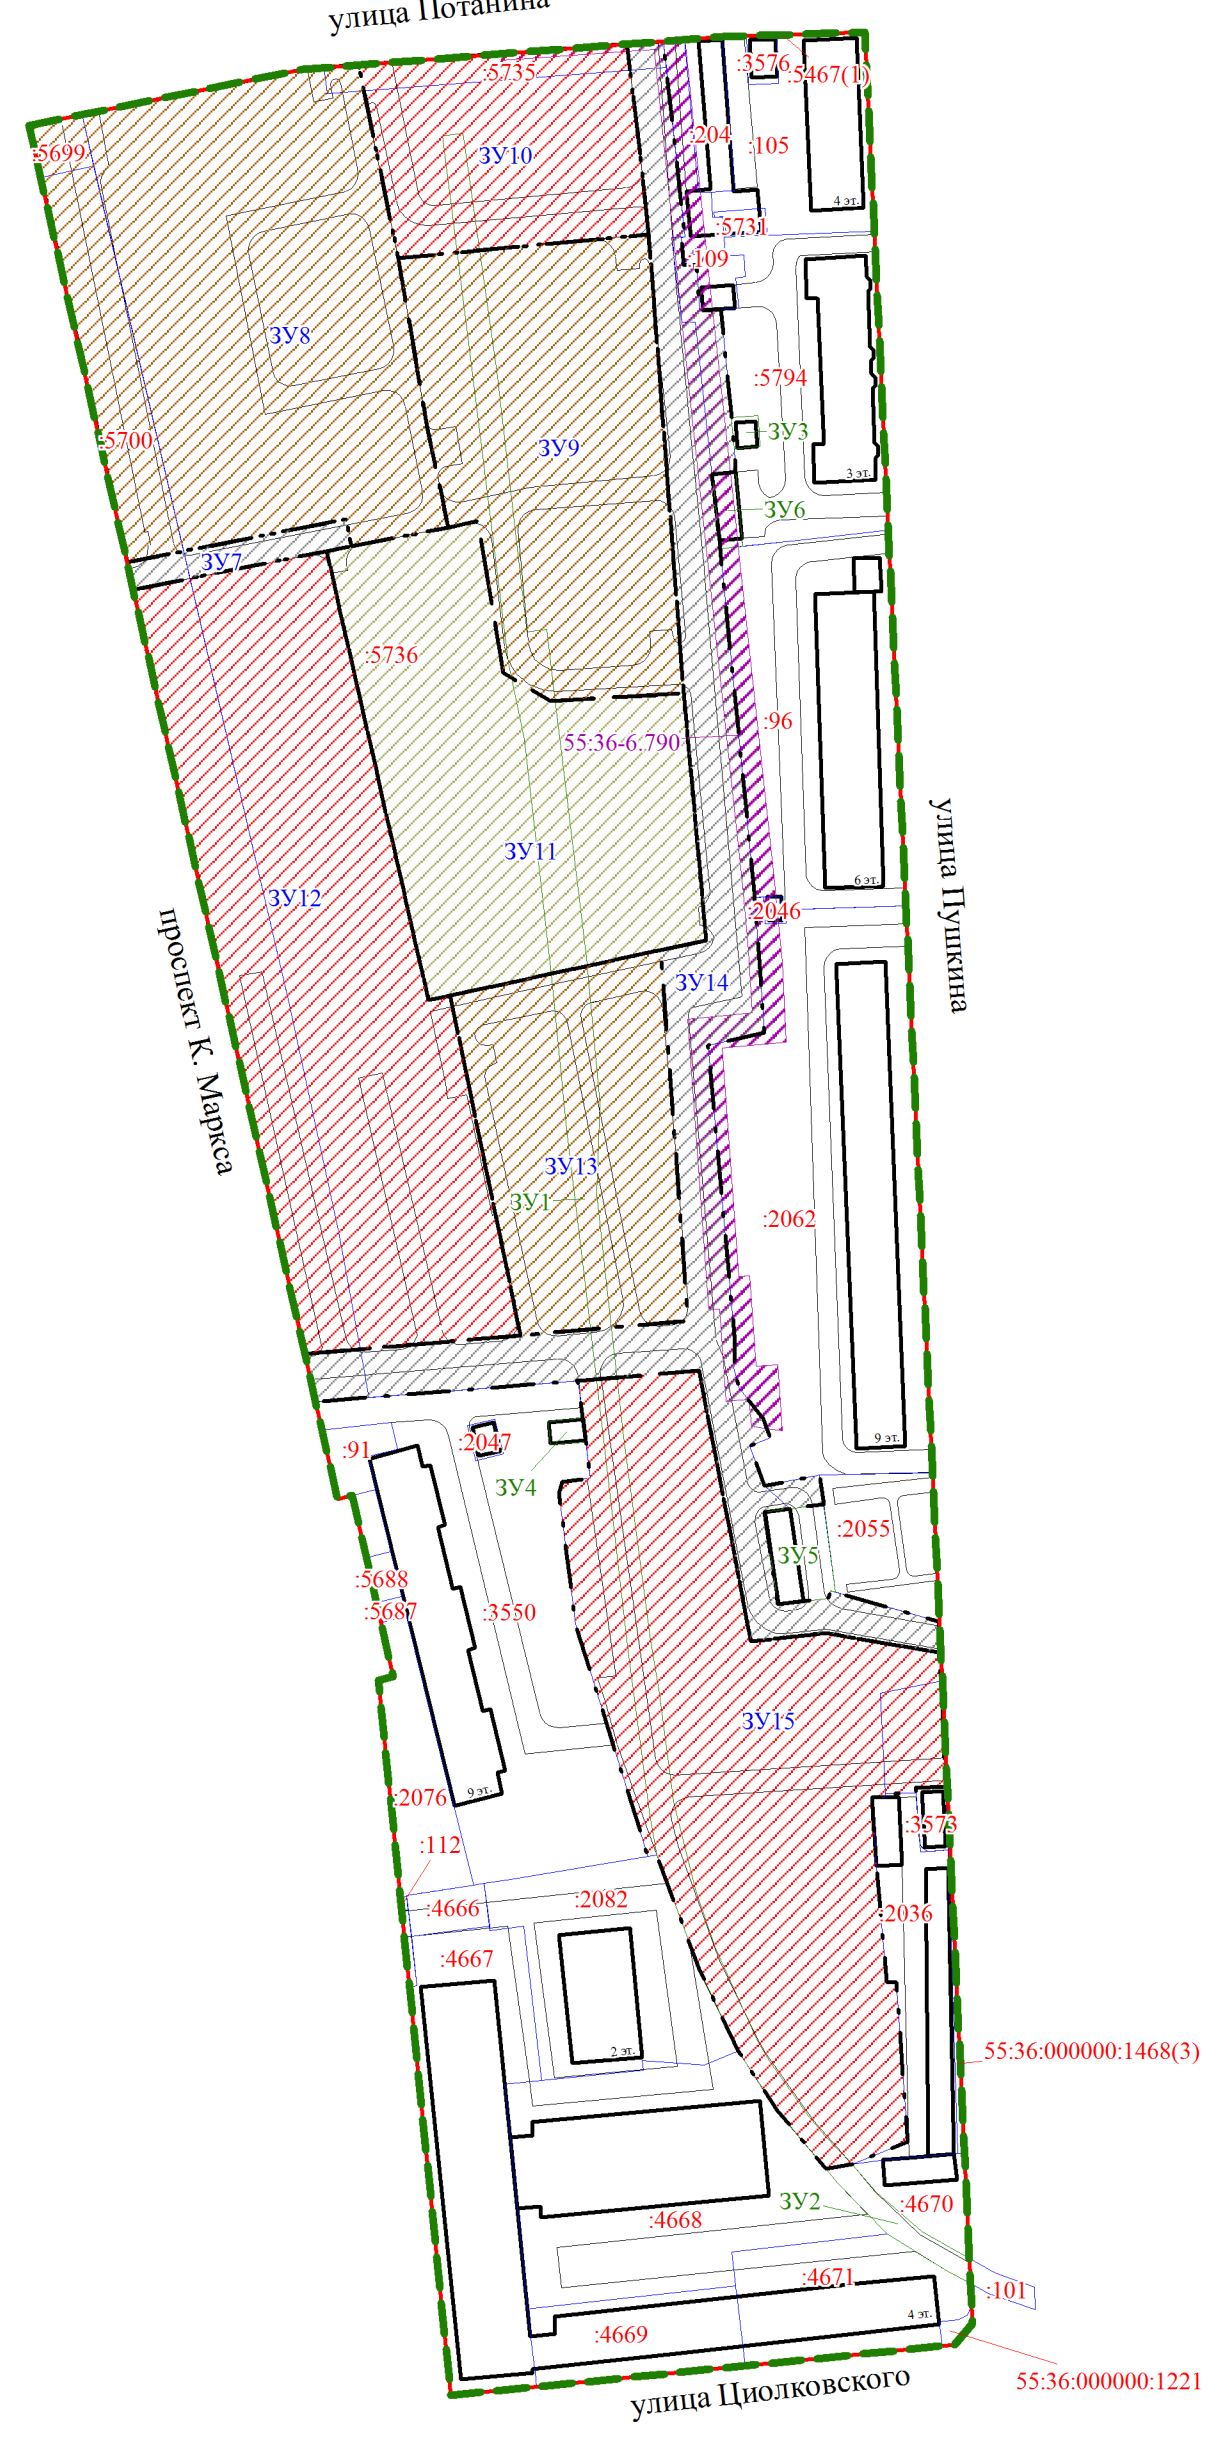 улица Потанина
:5735
:3576
:5467(1)
:5699
ЗУ10
:204
:105
4 эт.
:5731
:109
ЗУ8
:5794
:5700
ЗУ9
ЗУ3
3 эт.
ЗУ6
ЗУ7
:5736
:96
55:36-6.790
улица Пушкина
ЗУ11
6 эт.
ЗУ12
:2046
проспект К. Маркса
ЗУ14
ЗУ13
ЗУ1
:2062
9 эт.
:91
:2047
ЗУ4
:2055
ЗУ5
:5688
:5687
:3550
ЗУ15
9 эт.
:2076
:3573
:112
:4666
:2082
:2036
:4667
2 эт.
55:36:000000:1468(3)
ЗУ2
:4670
:4668
:4671
:101
4 эт.
:4669
55:36:000000:1221
улица Циолковского